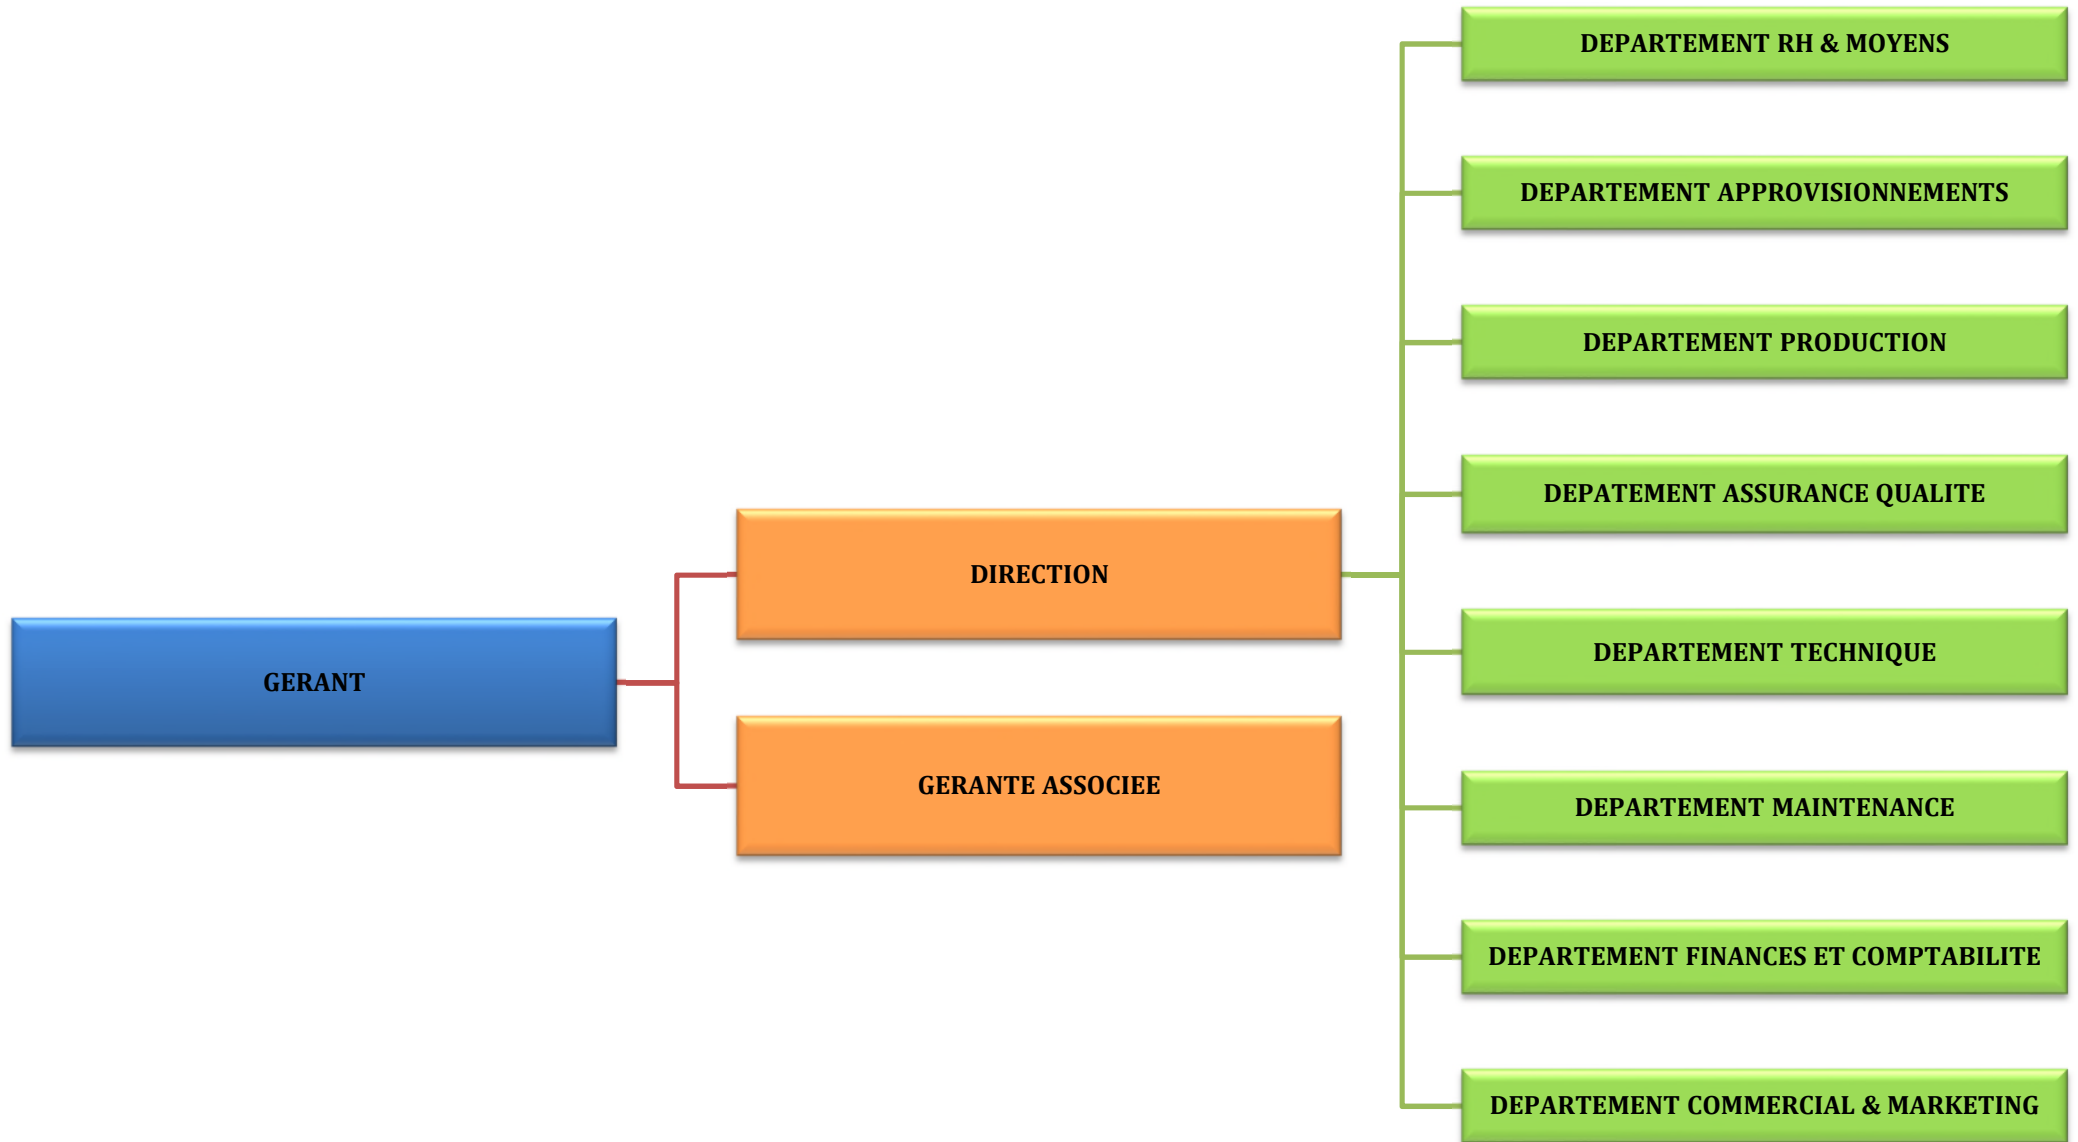 GERANT
DIRECTION
GERANTE ASSOCIEE
DEPARTEMENT RH & MOYENS
DEPARTEMENT APPROVISIONNEMENTS
DEPARTEMENT PRODUCTION
DEPATEMENT ASSURANCE QUALITE
DEPARTEMENT TECHNIQUE
DEPARTEMENT MAINTENANCE
DEPARTEMENT FINANCES ET COMPTABILITE
DEPARTEMENT COMMERCIAL & MARKETING